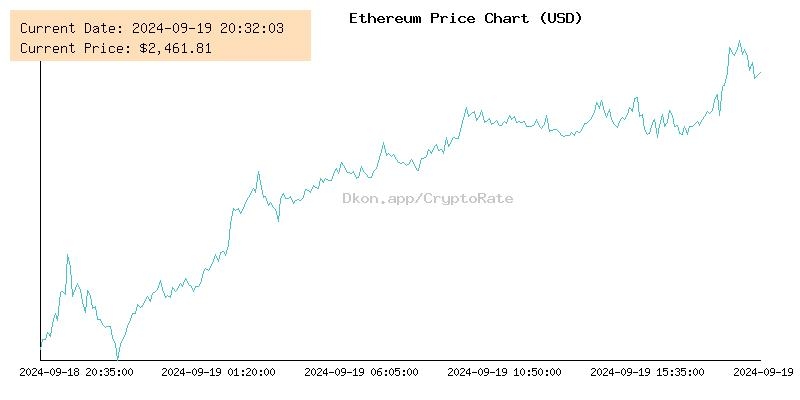 Ethereum Price Chart (USD)
Current Date: 2024-09-19 20:32:03
Current Price: $2,461.81
Dkon.app/CryptoRate
2024-09-18 20:35:00 2024-09-19 01:20:00 2024-09-19 06:05:00 2024-09-19 10:50:00 2024-09-19 15:35:00 2024-09-19